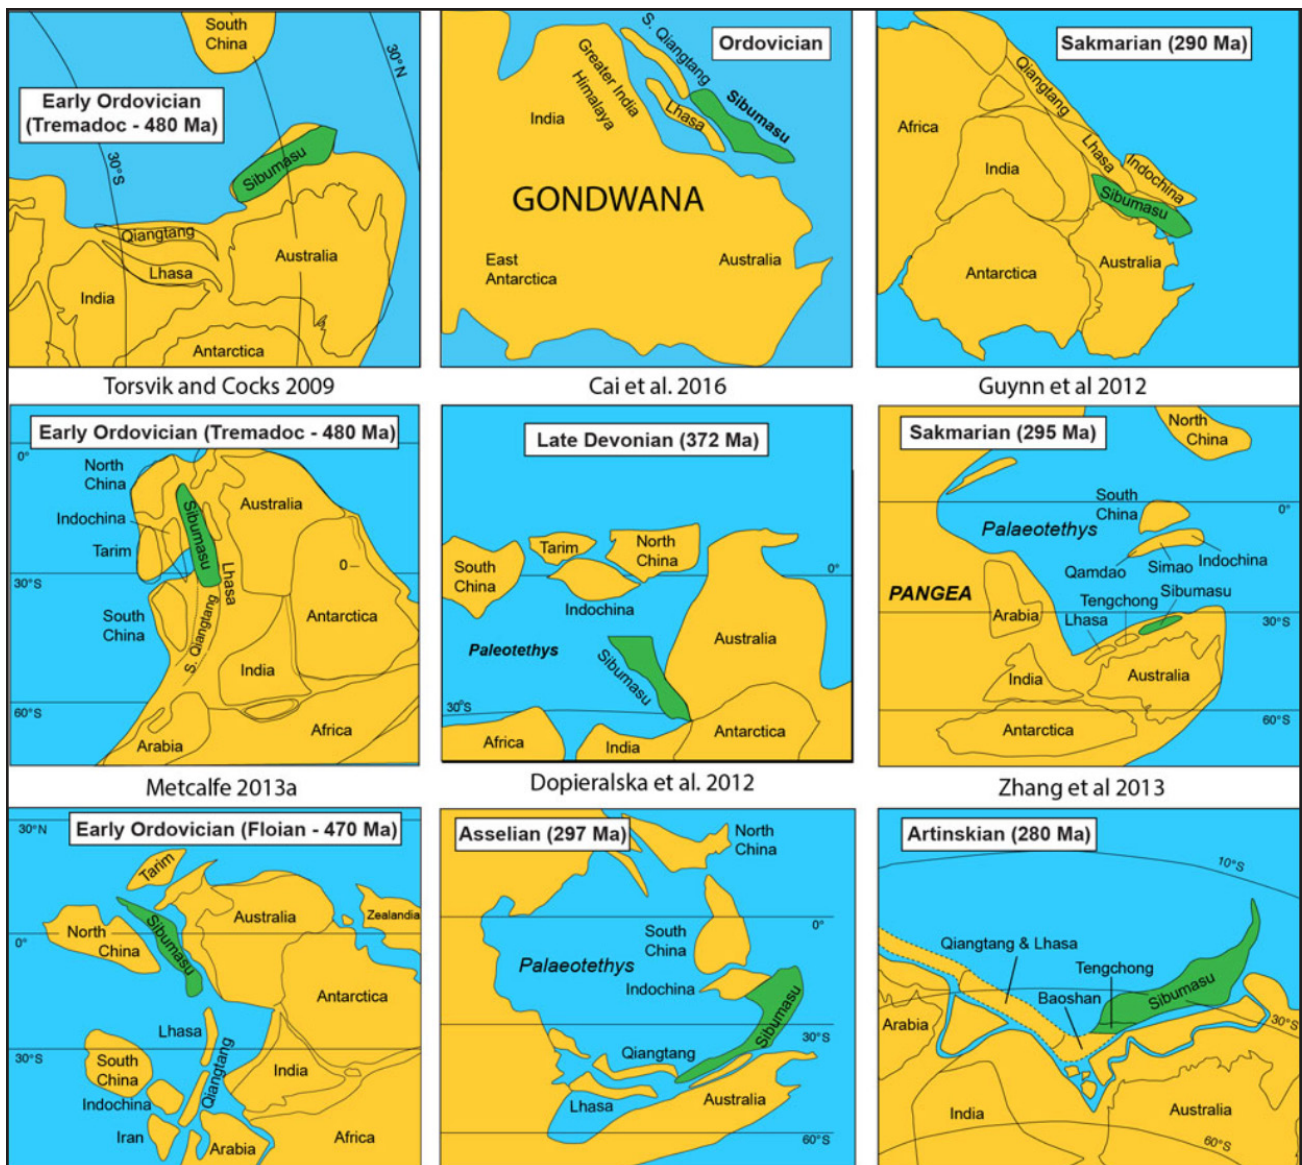 South
China
30°N
Early Ordovician
(Tremadoc - 480 Ma)
30°S
Sibumasu
Qiangtang
Lhasa
India
Australia
Antarctica
Torsvik and Cocks 2009
Ordovician
S. Qiangtang
Greater India
Himalaya
India
Lhasa
Sibumasu
GONDWANA
East
Antarctica
Australia
Cai et al. 2016
Sakmarian (290 Ma)
Qiangtang
Africa
India
Lhasa
Indochina
Sibumasu
Antarctica
Australia
Guynn et al 2012
Early Ordovician (Tremadoc - 480 Ma)
0°
North
China
Indochina
Tarim
Sibumasu
Australia
Lhasa
0
30°S
South
China
S. Qiangtang
Antarctica
India
60°S
Arabia
Africa
Metcalfe 2013a
Late Devonian (372 Ma)
Tarim
North
China
South
China
0°
Indochina
Paleotethys
Sibumasu
Australia
30°S
Africa
India
Antarctica
Dopieralska et al. 2012
Sakmarian (295 Ma)
North
China
South
China
0°
Palaeotethys
Indochina
Simao
Qamdao
Sibumasu
PANGEA
Tengchong
Arabia
Lhasa
30°S
India
Australia
Antarctica
60°S
Zhang et al 2013
30°N
Early Ordovician (Floian - 470 Ma)
Tarim
Australia
Zealandia
North
China
Sibumasu
0°
Antarctica
Lhasa
30°S
South
China
Qiangtang
India
Indochina
Iran
Arabia
Africa
Asselian (297 Ma)
North
China
0°
South
China
Palaeotethys
Indochina
Sibumasu
30°S
Qiangtang
Lhasa
Australia
60°S
Artinskian (280 Ma)
10°S
Qiangtang & Lhasa
Tengchong
Baoshan
Sibumasu
Arabia
30°S
India
Australia
60°S